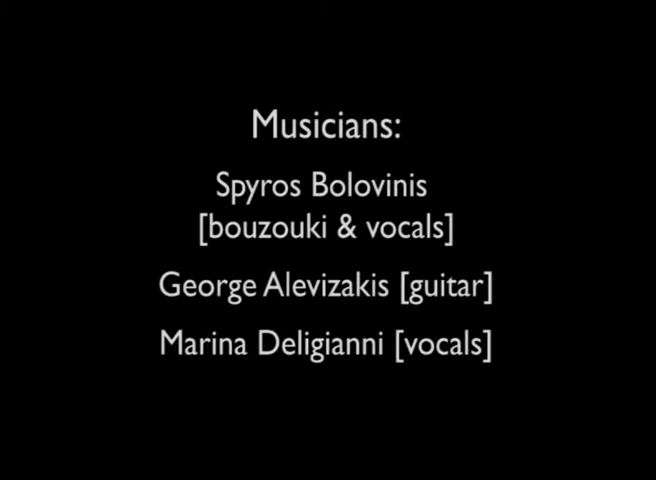 Musicians:
Spyros Bolovinis
[bouzouki & vocals]
George Alevizakis [guitar]
Marina Deligianni [vocals]